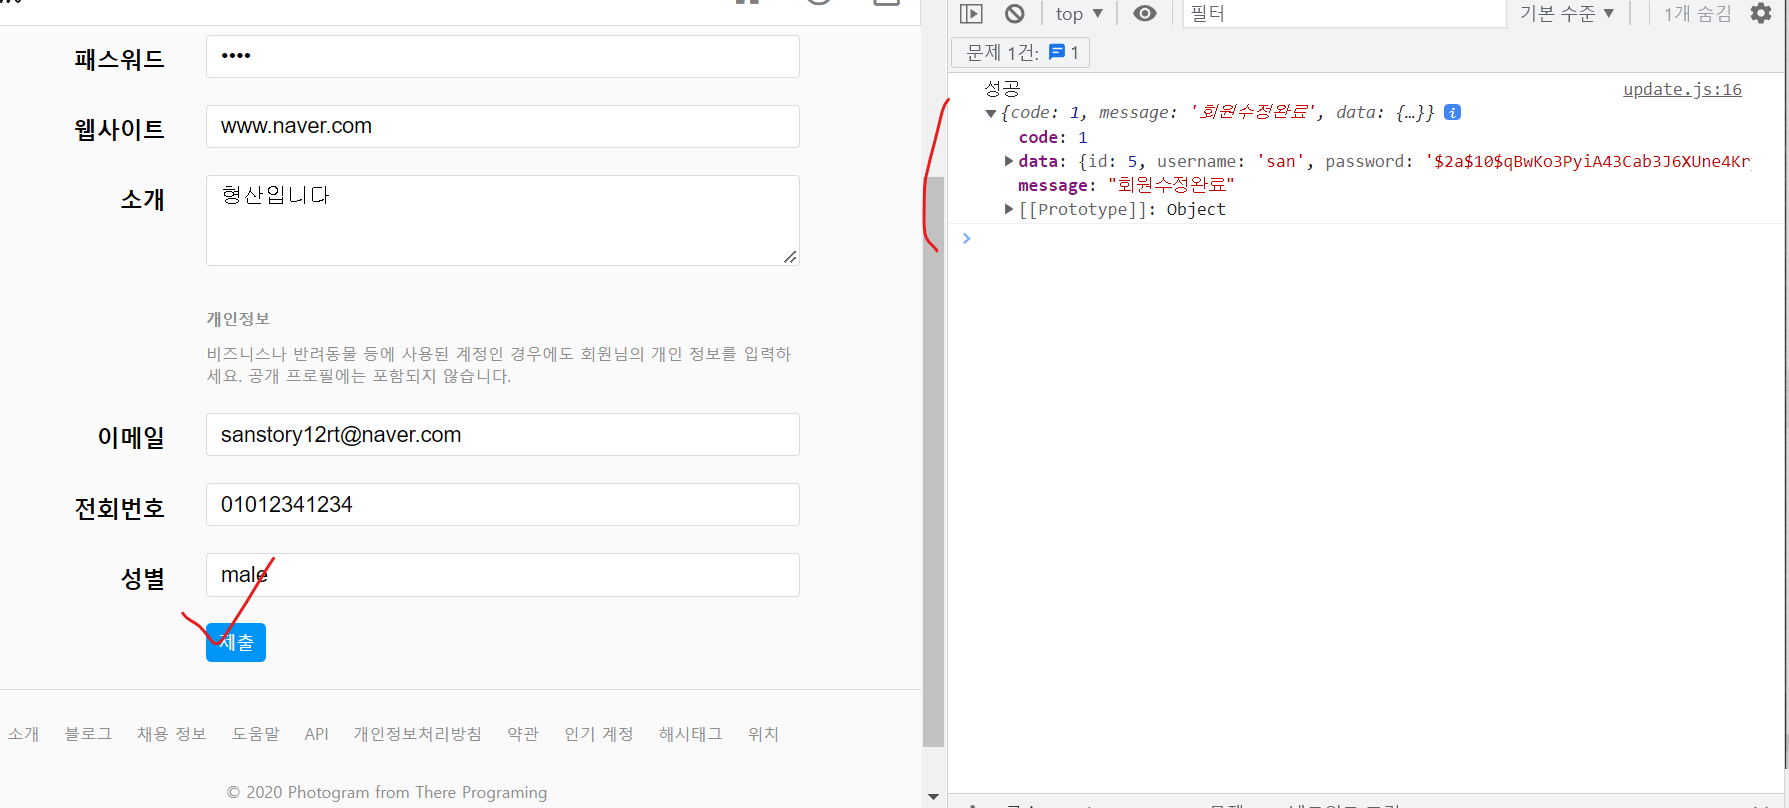 패스워드
••••
웹사이트
www.naver.com
소개
형산입니다
개인정보
비즈니스나 반려동물 등에 사용된 계정인 경우에도 회원님의 개인 정보를 입력하
세요. 공개 프로필에는 포함되지 않습니다.
이메일
sanstory12rt@naver.com
전회번호
01012341234
성별
male
제출
소개 블로그 채용 정보 도움말 API 개인정보처리방침 약관 인기 계정 해시태그 위치
© 2020 Photogram from There Programing
top ▼ 필터 기본 수준 ▼ 1개 숨김
문제 1건: 1
성공 update.js:16
▼{code: 1, message: '회원수정완료', data: {…}} i
code: 1
▶data: {id: 5, username: 'san', password: '$2a$10$qBwKo3PyiA43Cab3J6XUne4Kr
message: "회원수정완료"
▶[[Prototype]]: Object
>